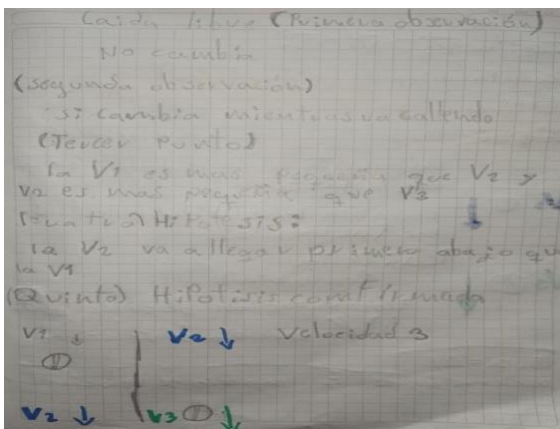 Caida libre (Primera observación)
No cambia
(segunda observación)
si cambia mientras va callendo
(Tercer punto)
la V1 es mas pequeña que V2 y
V2 es mas pequeña que V3
Hipotesis:
la V2 va a llegar primero abajo que
la V1
(Quinto) Hipotisis comfirmada
V1 ↓ V2 ↓ Velocidad 3
V2 ↓ V3 ↓